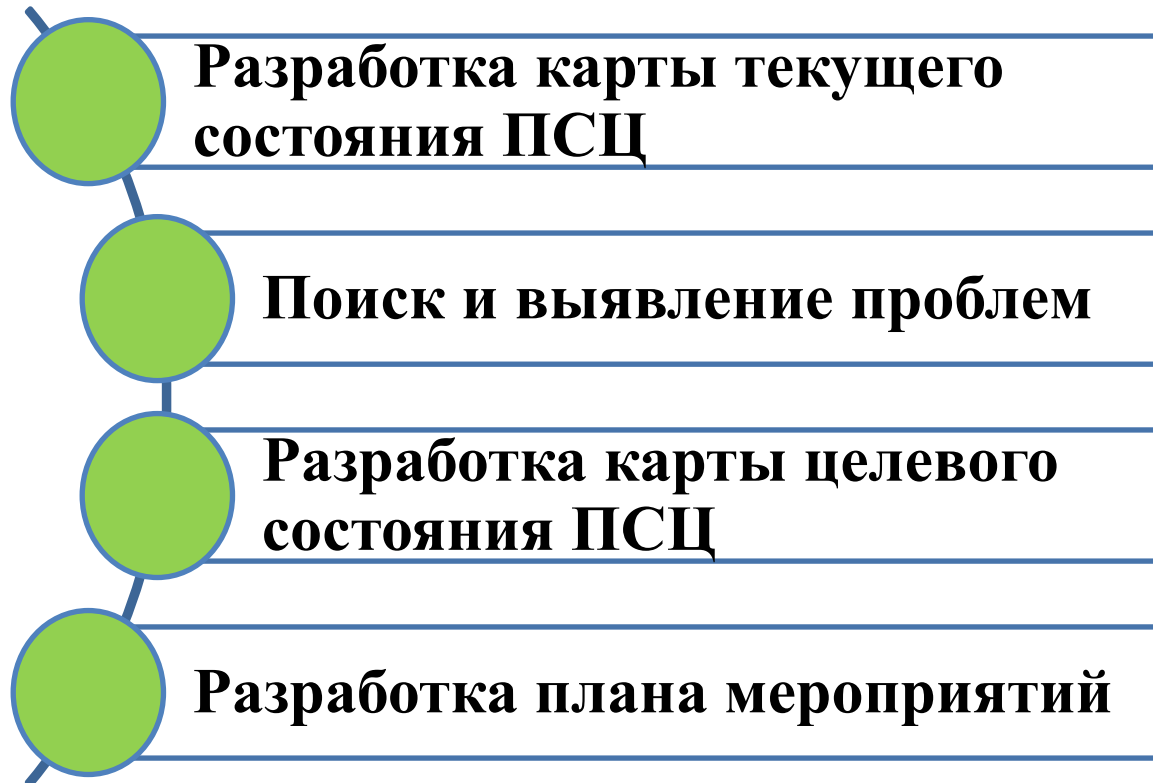 Разработка карты текущего
состояния ПСЦ
Поиск и выявление проблем
Разработка карты целевого
состояния ПСЦ
Разработка плана мероприятий